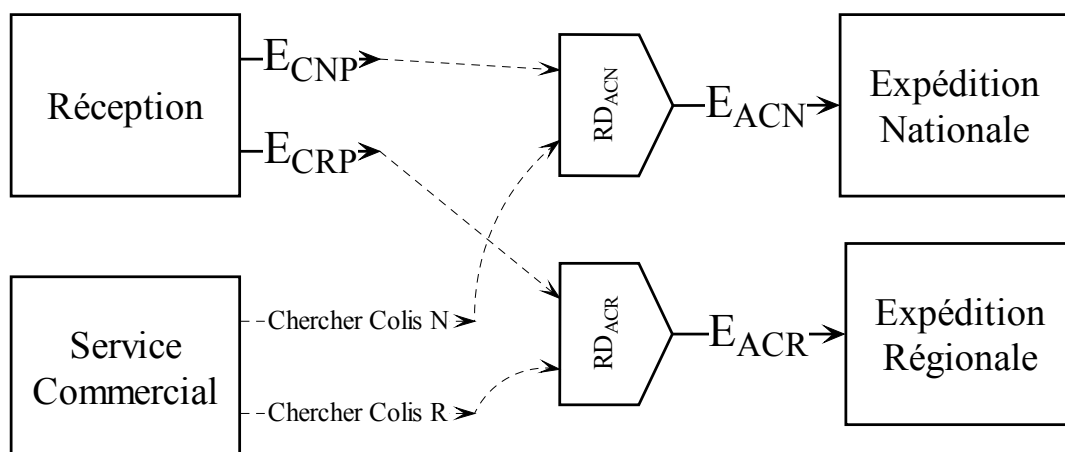 Réception
E_CNP
E_CRP
RD_ACN
E_ACN
Expédition
Nationale
Service
Commercial
Chercher Colis N
Chercher Colis R
RD_ACR
E_ACR
Expédition
Régionale